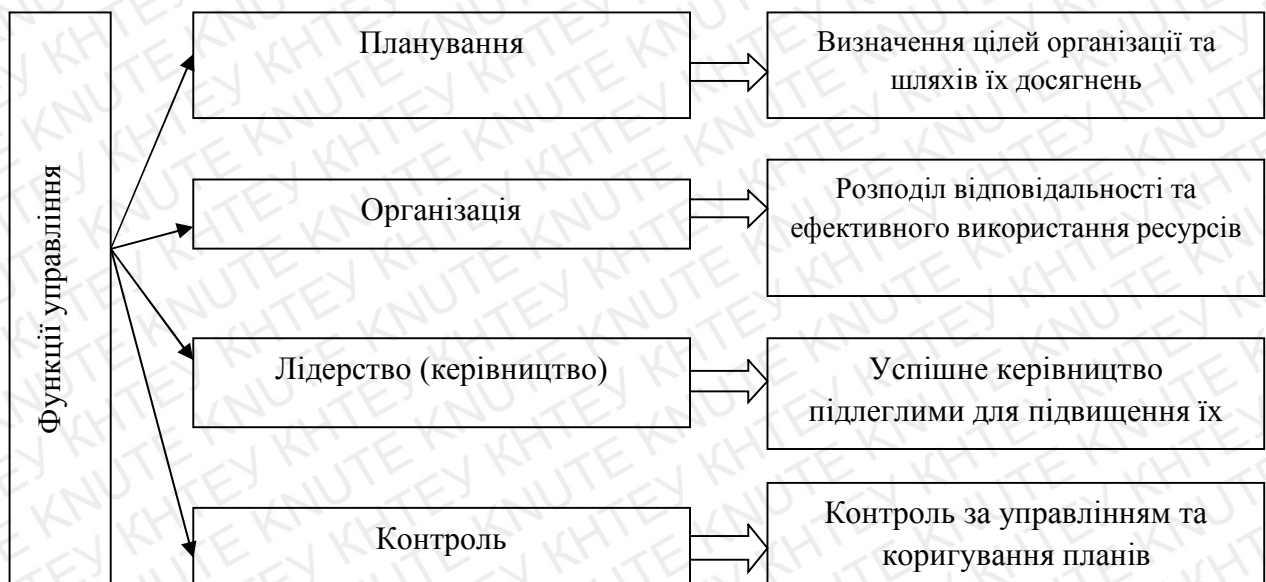 Функції управління
Планування
Визначення цілей організації та
шляхів їх досягнень
Організація
Розподіл відповідальності та
ефективного використання ресурсів
Лідерство (керівництво)
Успішне керівництво
підлеглими для підвищення їх
Контроль
Контроль за управлінням та
коригування планів